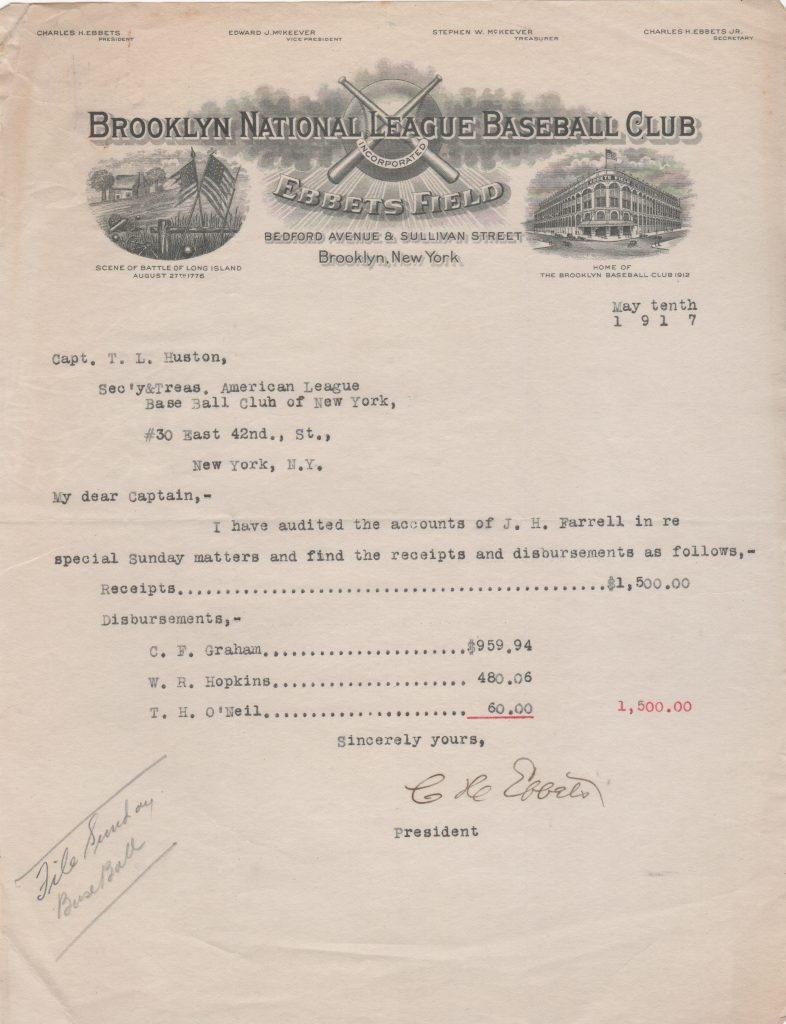 CHARLES H. EBBETS
PRESIDENT
EDWARD J. McKEEVER
VICE PRESIDENT
STEPHEN W. McKEEVER
TREASURER
CHARLES H. EBBETS JR.
SECRETARY
BROOKLYN NATIONAL LEAGUE BASEBALL CLUB
INCORPORATED
EBBETS FIELD
BEDFORD AVENUE & SULLIVAN STREET
Brooklyn, New York
SCENE OF BATTLE OF LONG ISLAND
AUGUST 27TH 1776
EBBETS FIELD
HOME OF
THE BROOKLYN BASEBALL CLUB 1912
May tenth
1 9 1 7
Capt. T. L. Huston,
Sec'y&Treas. American League
Base Ball Club of New York,
#30 East 42nd., St.,
New York, N.Y.
My dear Captain,-
I have audited the accounts of J. H. Farrell in re
special Sunday matters and find the receipts and disbursements as follows,-
Receipts.............................................$1,500.00
Disbursements,-
C. F. Graham......................$959.94
W. R. Hopkins..................... 480.06
T. H. O'Neil...................... 60.00 1,500.00
Sincerely yours,
C H Ebbets
President
File Sunday
BaseBall